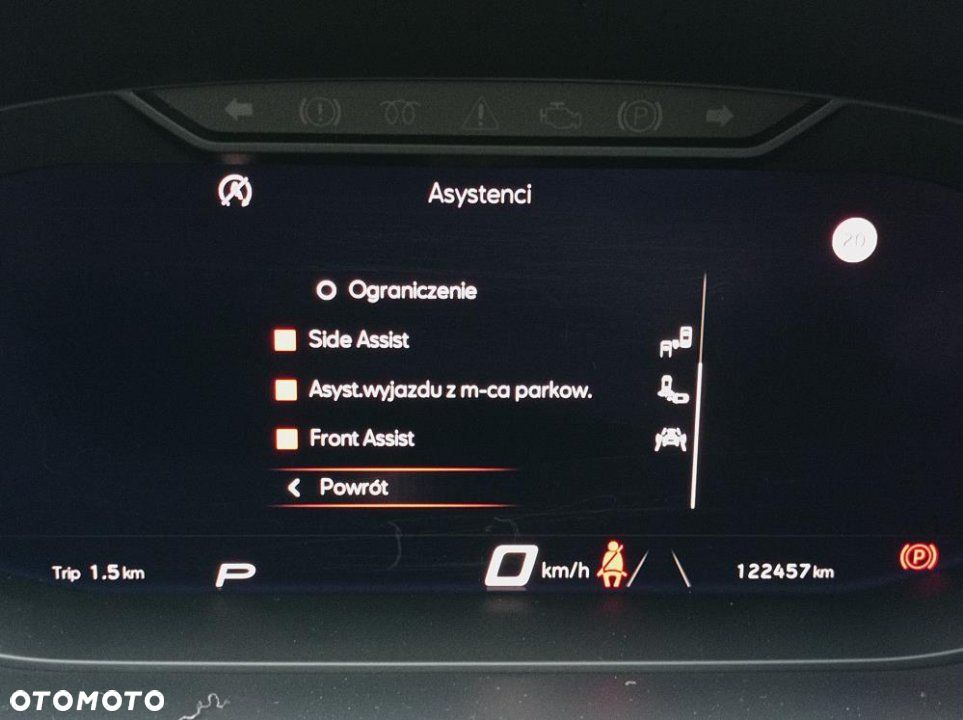 P
Asystenci
20
Ograniczenie
Side Assist
Asyst.wyjazdu z m-ca parkow.
Front Assist
Powrót
Trip 1.5 km
P
0 km/h
122457 km
P
OTOMOTO